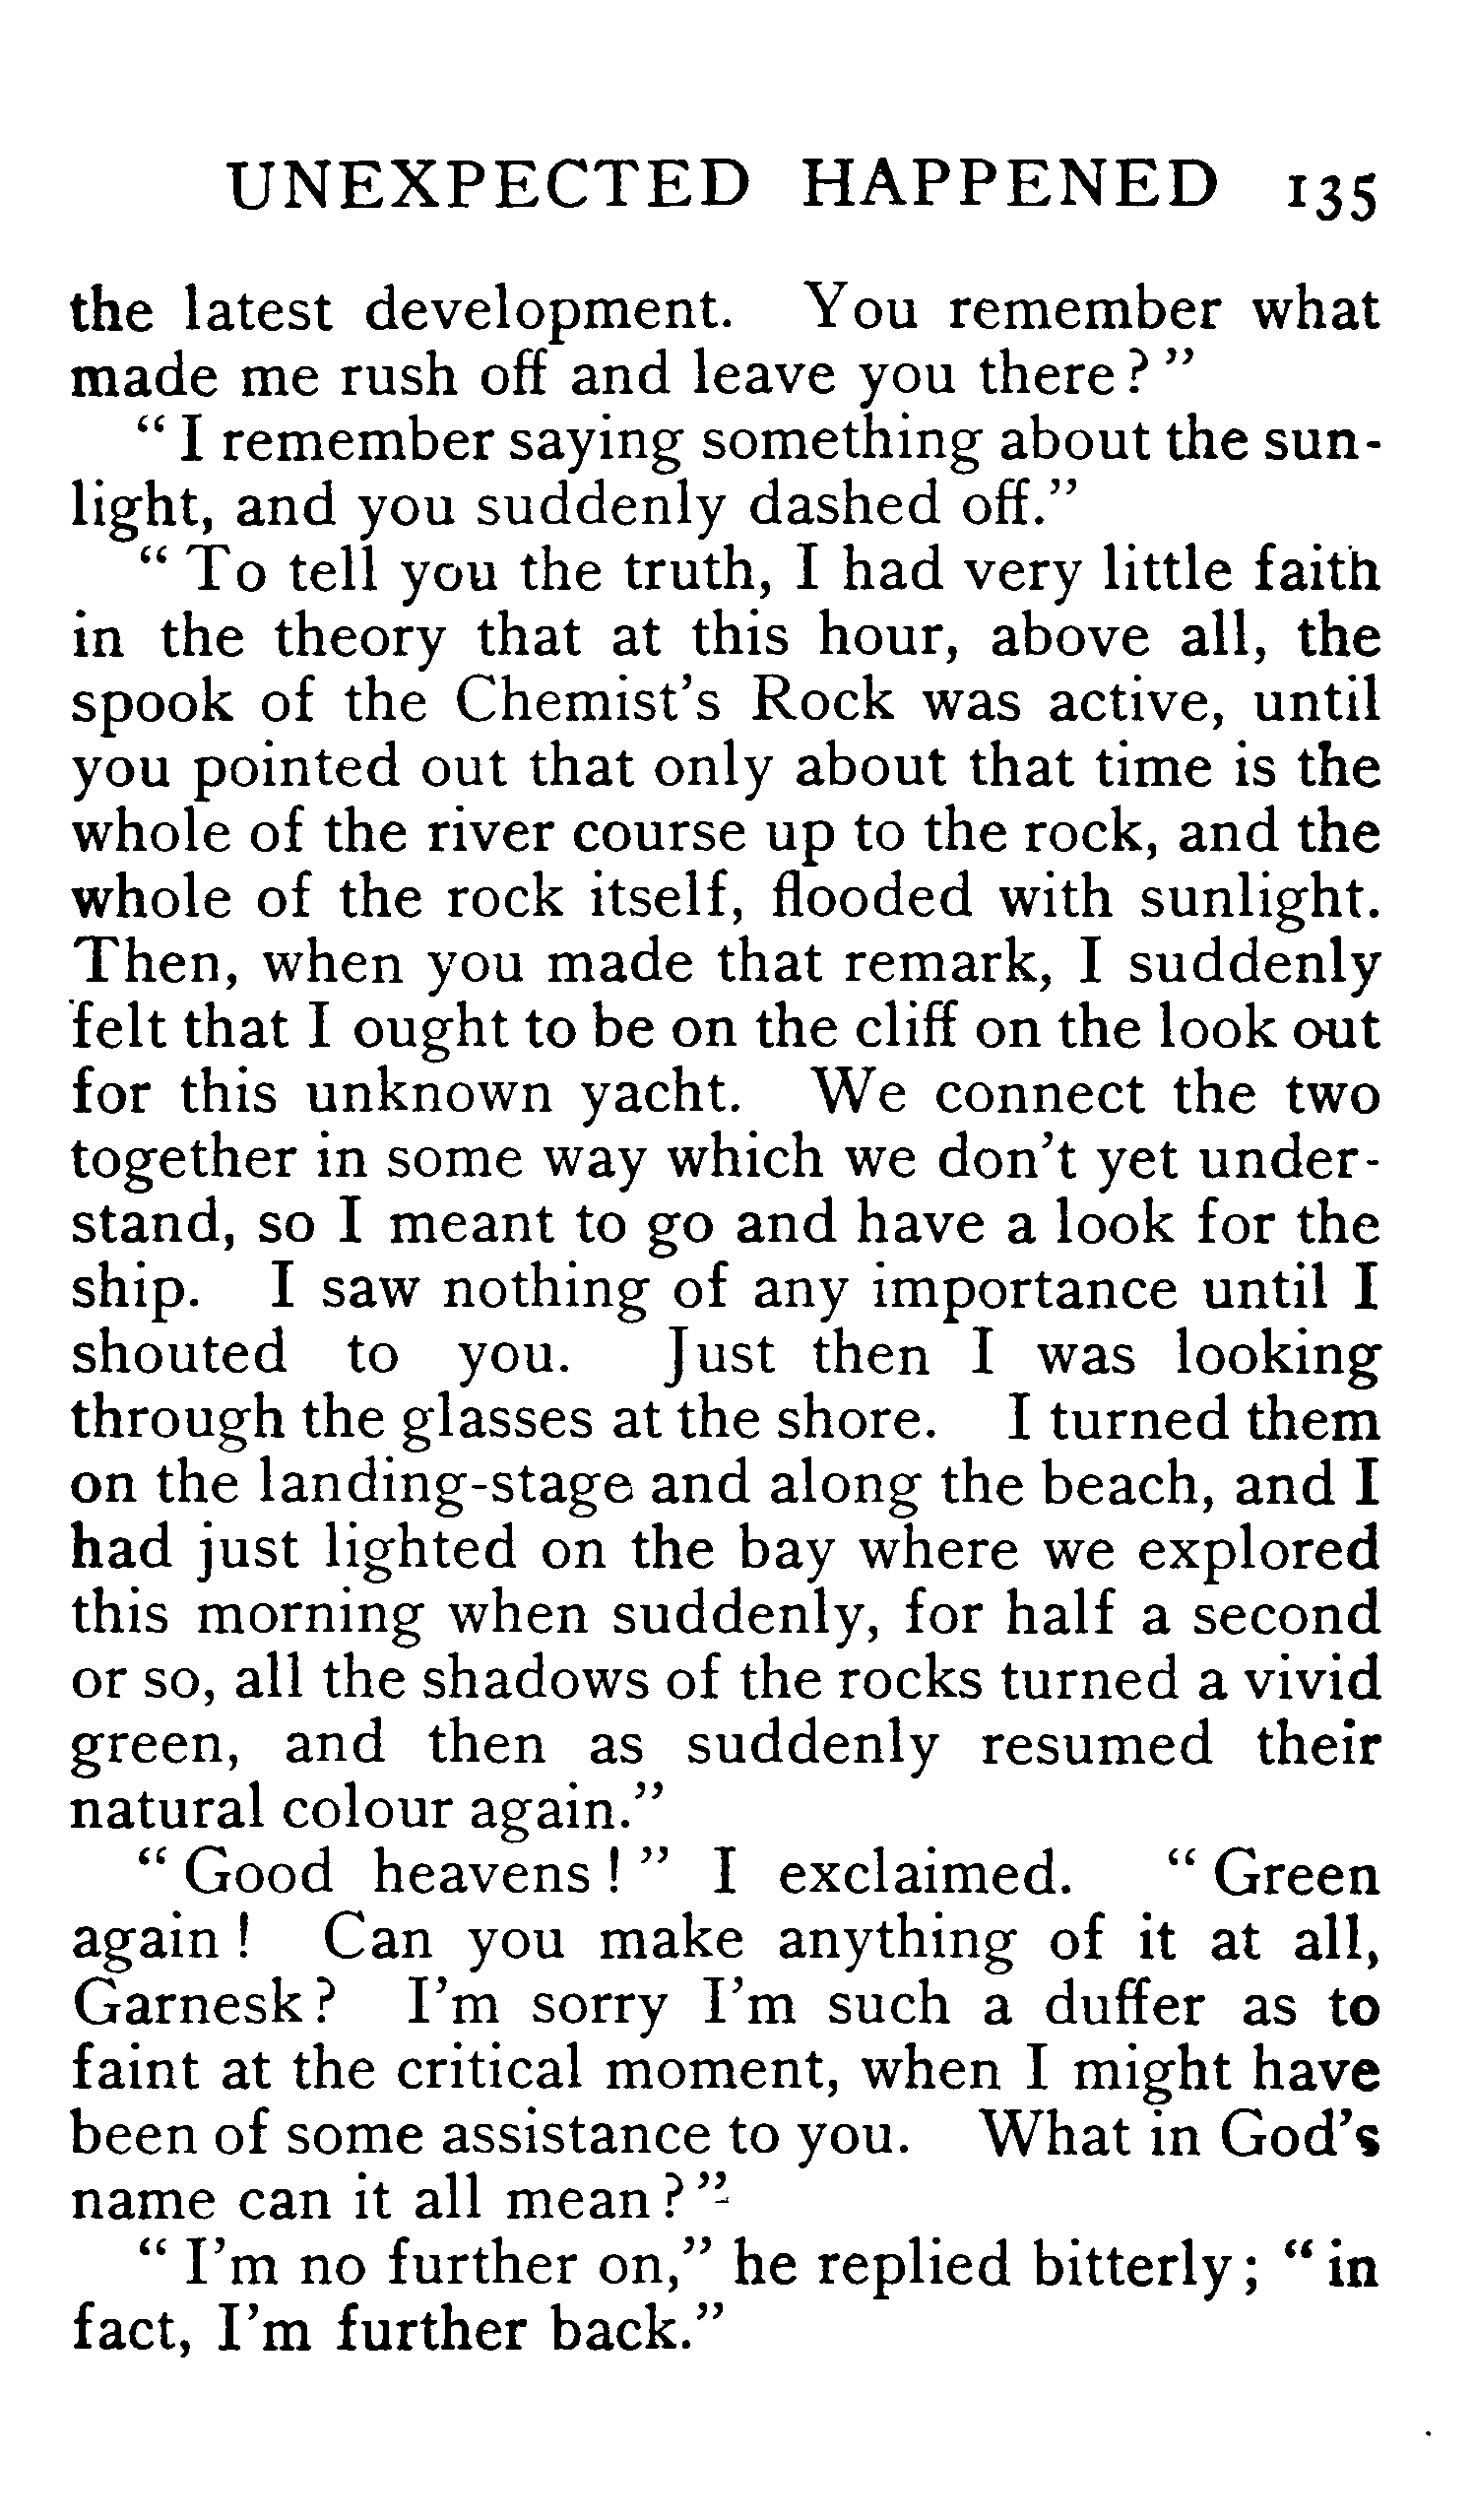 UNEXPECTED HAPPENED 135
the latest development. You remember what
made me rush off and leave you there?"
"I remember saying something about the sun-
light, and you suddenly dashed off."
"To tell you the truth, I had very little faith
in the theory that at this hour, above all, the
spook of the Chemist's Rock was active, until
you pointed out that only about that time is the
whole of the river course up to the rock, and the
whole of the rock itself, flooded with sunlight.
Then, when you made that remark, I suddenly
felt that I ought to be on the cliff on the look out
for this unknown yacht. We connect the two
together in some way which we don't yet under-
stand, so I meant to go and have a look for the
ship. I saw nothing of any importance until I
shouted to you. Just then I was looking
through the glasses at the shore. I turned them
on the landing-stage and along the beach, and I
had just lighted on the bay where we explored
this morning when suddenly, for half a second
or so, all the shadows of the rocks turned a vivid
green, and then as suddenly resumed their
natural colour again."
"Good heavens!" I exclaimed. "Green
again! Can you make anything of it at all,
Garnesk? I'm sorry I'm such a duffer as to
faint at the critical moment, when I might have
been of some assistance to you. What in God's
name can it all mean?"
"I'm no further on," he replied bitterly; "in
fact, I'm further back."